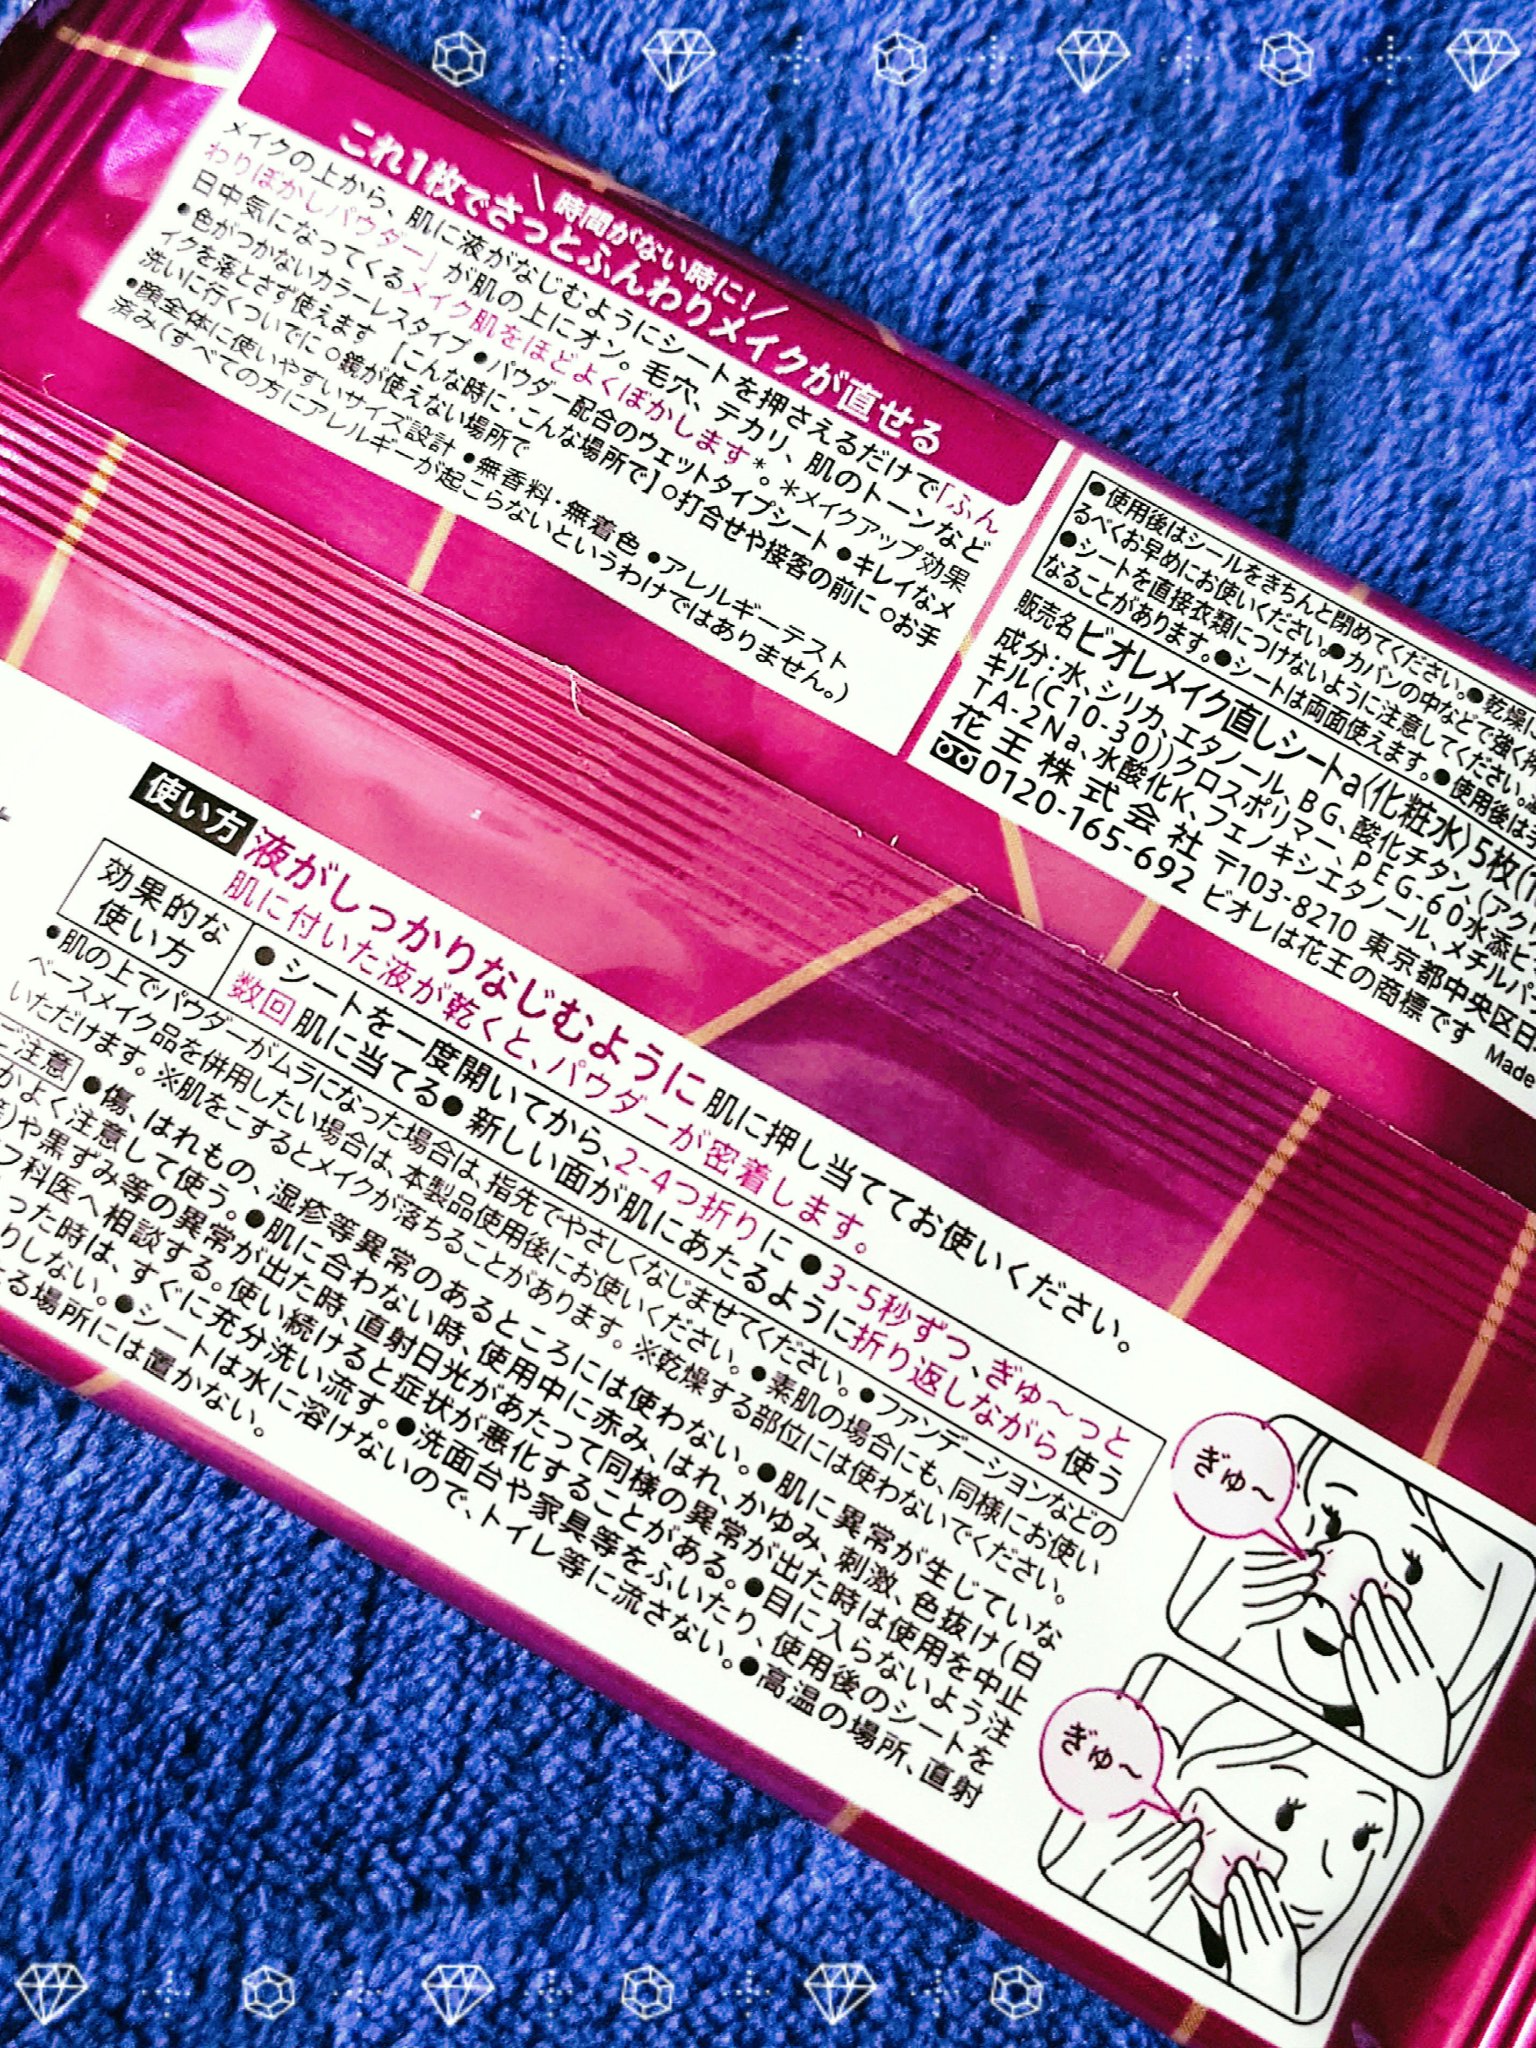 \時間がない時に!/
これ1枚でさっとふんわりメイクが直せる
メイクの上から、肌に液がなじむようにシートを押さえるだけで「ふん
わりぼかしパウダー」が肌の上にオン。毛穴、テカリ、肌のトーンなど
日中気になってくるメイク肌をほどよくぼかします*。*メイクアップ効果
●色がつかないカラーレスタイプ●パウダー配合のウェットタイプシート●キレイなメ
イクを落とさず使えます【こんな時に・こんな場所で】○打合せや接客の前に○お手
洗いに行くついでに○鏡が使えない場所で
●顔全体に使いやすいサイズ設計●無香料・無着色●アレルギーテスト
済み(すべての方にアレルギーが起こらないというわけではありません。)
●使用後はシールをきちんと閉めてください。●乾燥
るべくお早めにお使いください。●カバンの中などで強く
●シートを直接衣類につけないように注意してください。
なることがあります。●シートは両面使えます。●使用後は
販売名 ビオレメイク直しシートa〈化粧水〉5枚
成分:水、シリカ、エタノール、BG、酸化チタン、(アク
キル(C10-30))クロスポリマー、PEG-60水添ヒ
TA-2Na、水酸化K、フェノキシエタノール、メチルパ
花王株式会社 〒103-8210 東京都中央区日
0120-165-692 ビオレは花王の商標です Made
使い方 液がしっかりなじむように肌に押し当ててお使いください。
肌に付いた液が乾くと、パウダーが密着します。
効果的な
使い方
●シートを一度開いてから、2-4つ折りに●3-5秒ずつ、ぎゅ〜っと
数回肌に当てる●新しい面が肌にあたるように折り返しながら使う
●肌の上でパウダーがムラになった場合は、指先でやさしくなじませてください。●ファンデーションなどの
ベースメイク品を併用したい場合は、本製品使用後にお使いください。●素肌の場合にも、同様にお使い
いただけます。※肌をこするとメイクが落ちることがあります。※乾燥する部位には使わないでください。
ご注意 ●傷、はれもの、湿疹等異常のあるところには使わない。●肌に異常が生じていな
かよく注意して使う。●肌に合わない時、使用中に赤み、はれ、かゆみ、刺激、色抜け(白
)や黒ずみ等の異常が出た時、直射日光があたって同様の異常が出た時は使用を中止
フ科医へ相談する。使い続けると症状が悪化することがある。●目に入らないよう注
った時は、すぐに充分洗い流す。●洗面台や家具等をふいたり、使用後のシートを
りしない。●シートは水に溶けないので、トイレ等に流さない。●高温の場所、直射
る場所には置かない。
ぎゅ〜
ぎゅ〜